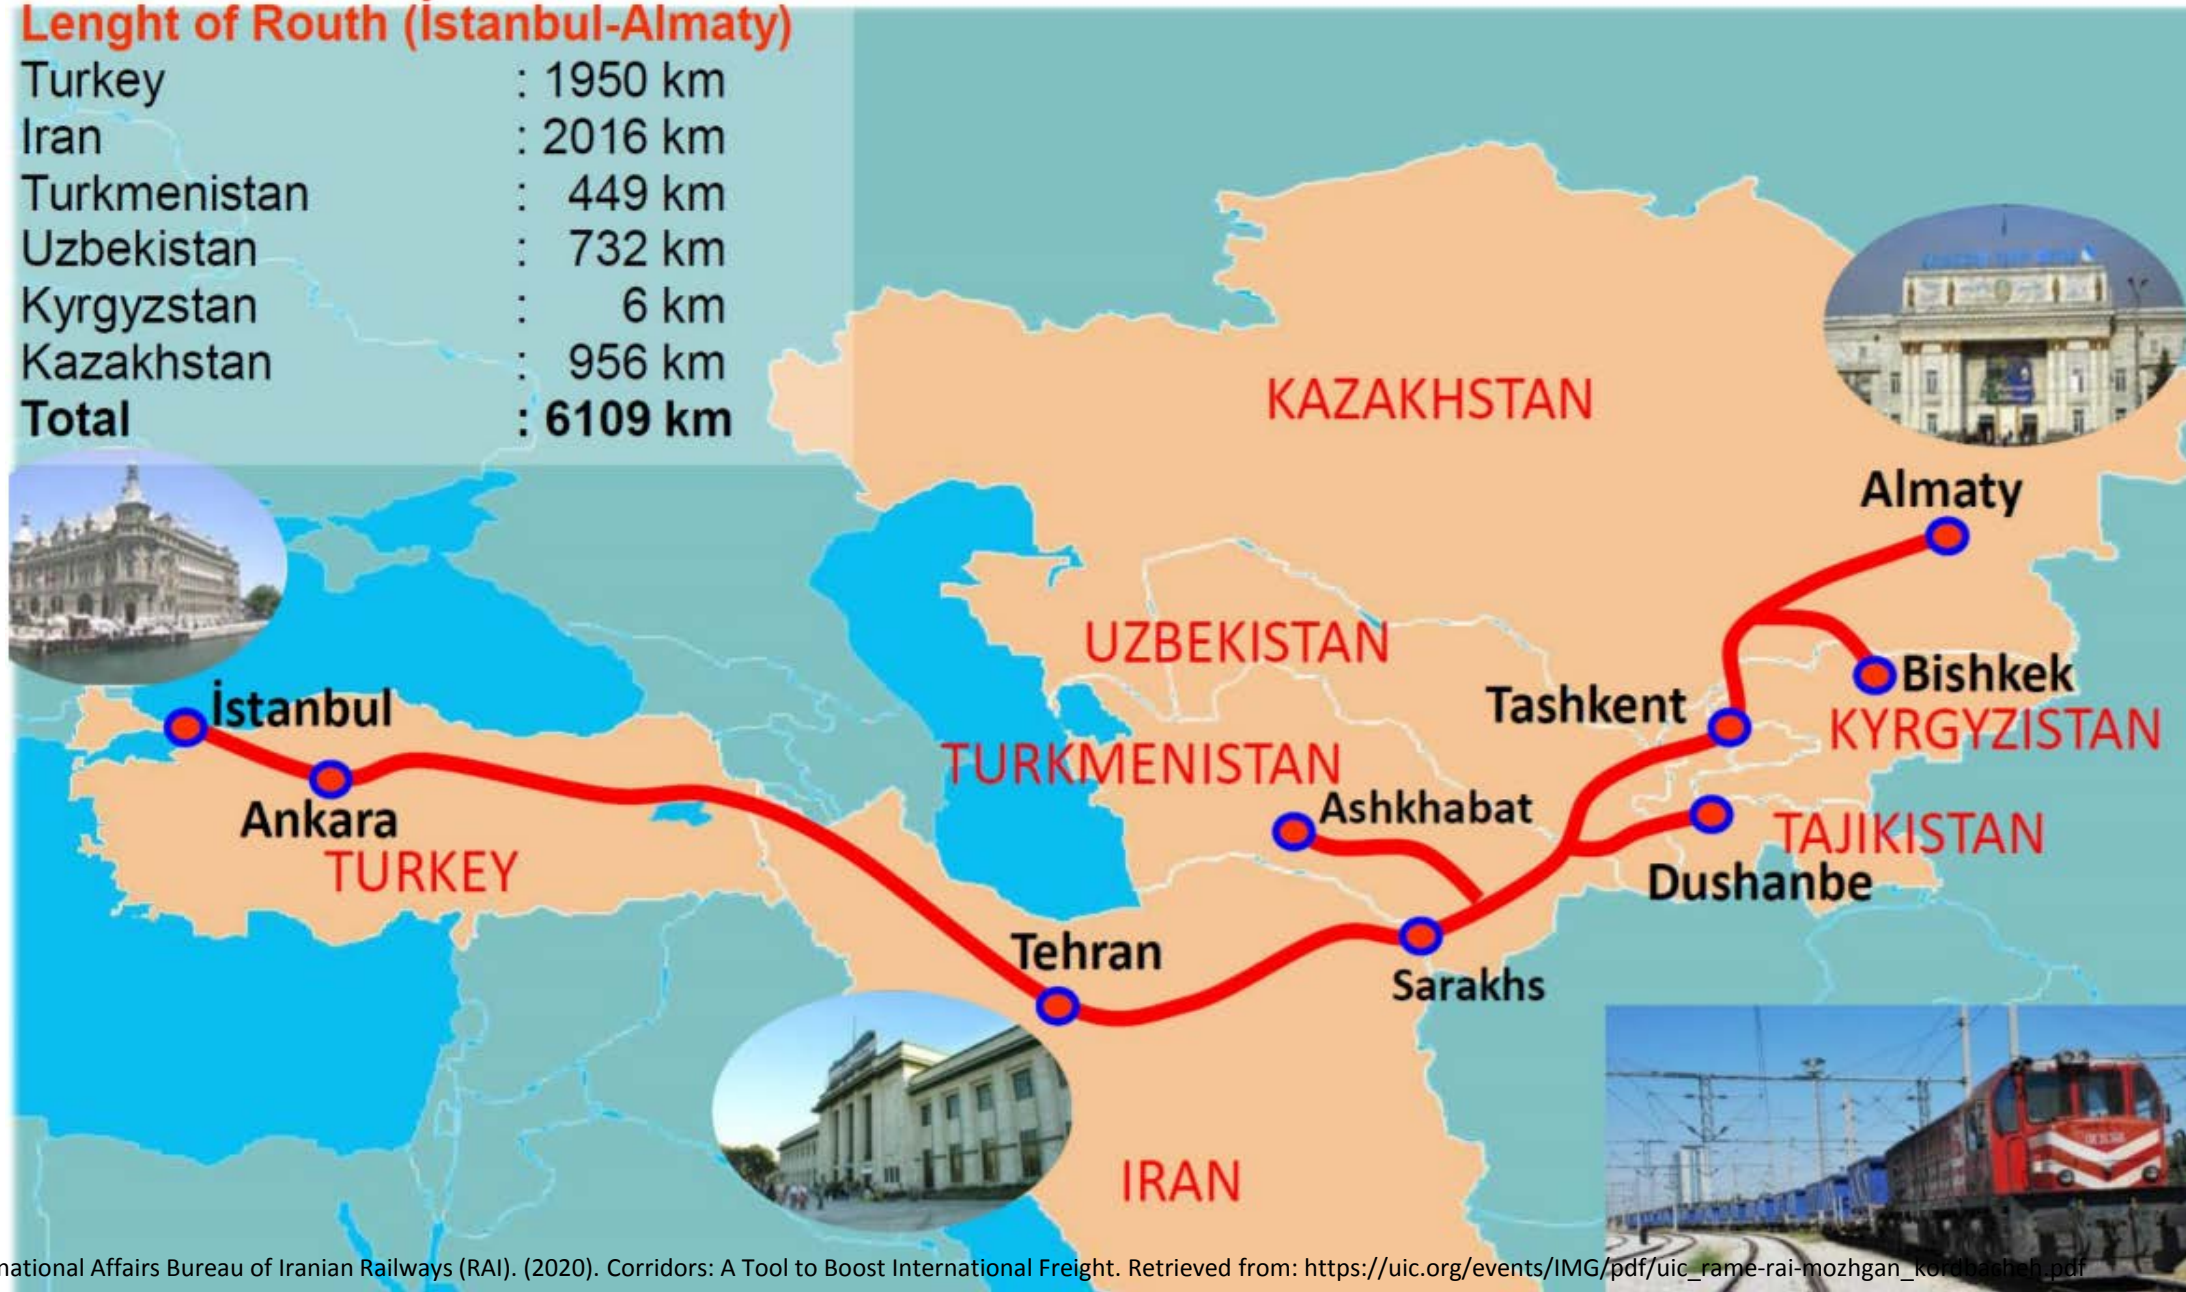 Lenght of Routh (İstanbul-Almaty)
Turkey : 1950 km
Iran : 2016 km
Turkmenistan : 449 km
Uzbekistan : 732 km
Kyrgyzstan : 6 km
Kazakhstan : 956 km
Total : 6109 km
KAZAKHSTAN
Almaty
UZBEKISTAN
Bishkek
KYRGYZISTAN
Tashkent
İstanbul
TURKMENISTAN
Ashkhabat
Ankara
TURKEY
TAJIKISTAN
Dushanbe
Tehran
Sarakhs
IRAN
national Affairs Bureau of Iranian Railways (RAI). (2020). Corridors: A Tool to Boost International Freight. Retrieved from: https://uic.org/events/IMG/pdf/uic_rame-rai-mozhgan_kordbasheh.pdf